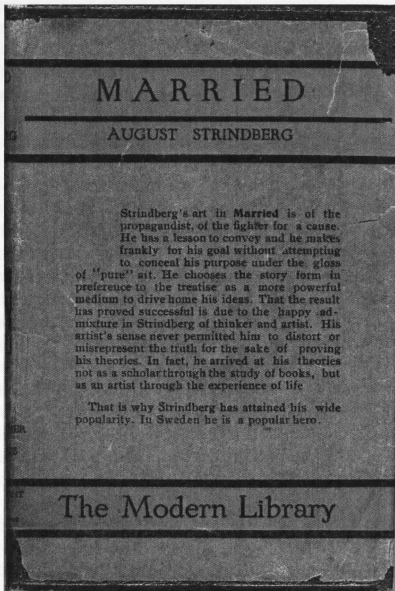 MARRIED
AUGUST STRINDBERG
Strindberg's art in Married is of the
propagandist, of the fighter for a cause.
He has a lesson to convey and he makes
frankly for his goal without attempting
to conceal his purpose under the gloss
of "pure" art. He chooses the story form in
preference to the treatise as a more powerful
medium to drive home his ideas. That the result
has proved successful is due to the happy ad-
mixture in Strindberg of thinker and artist. His
artist's sense never permitted him to distort or
misrepresent the truth for the sake of proving
his theories. In fact, he arrived at his theories
not as a scholar through the study of books, but
as an artist through the experience of life
That is why Strindberg has attained his wide
popularity. In Sweden he is a popular hero.
The Modern Library